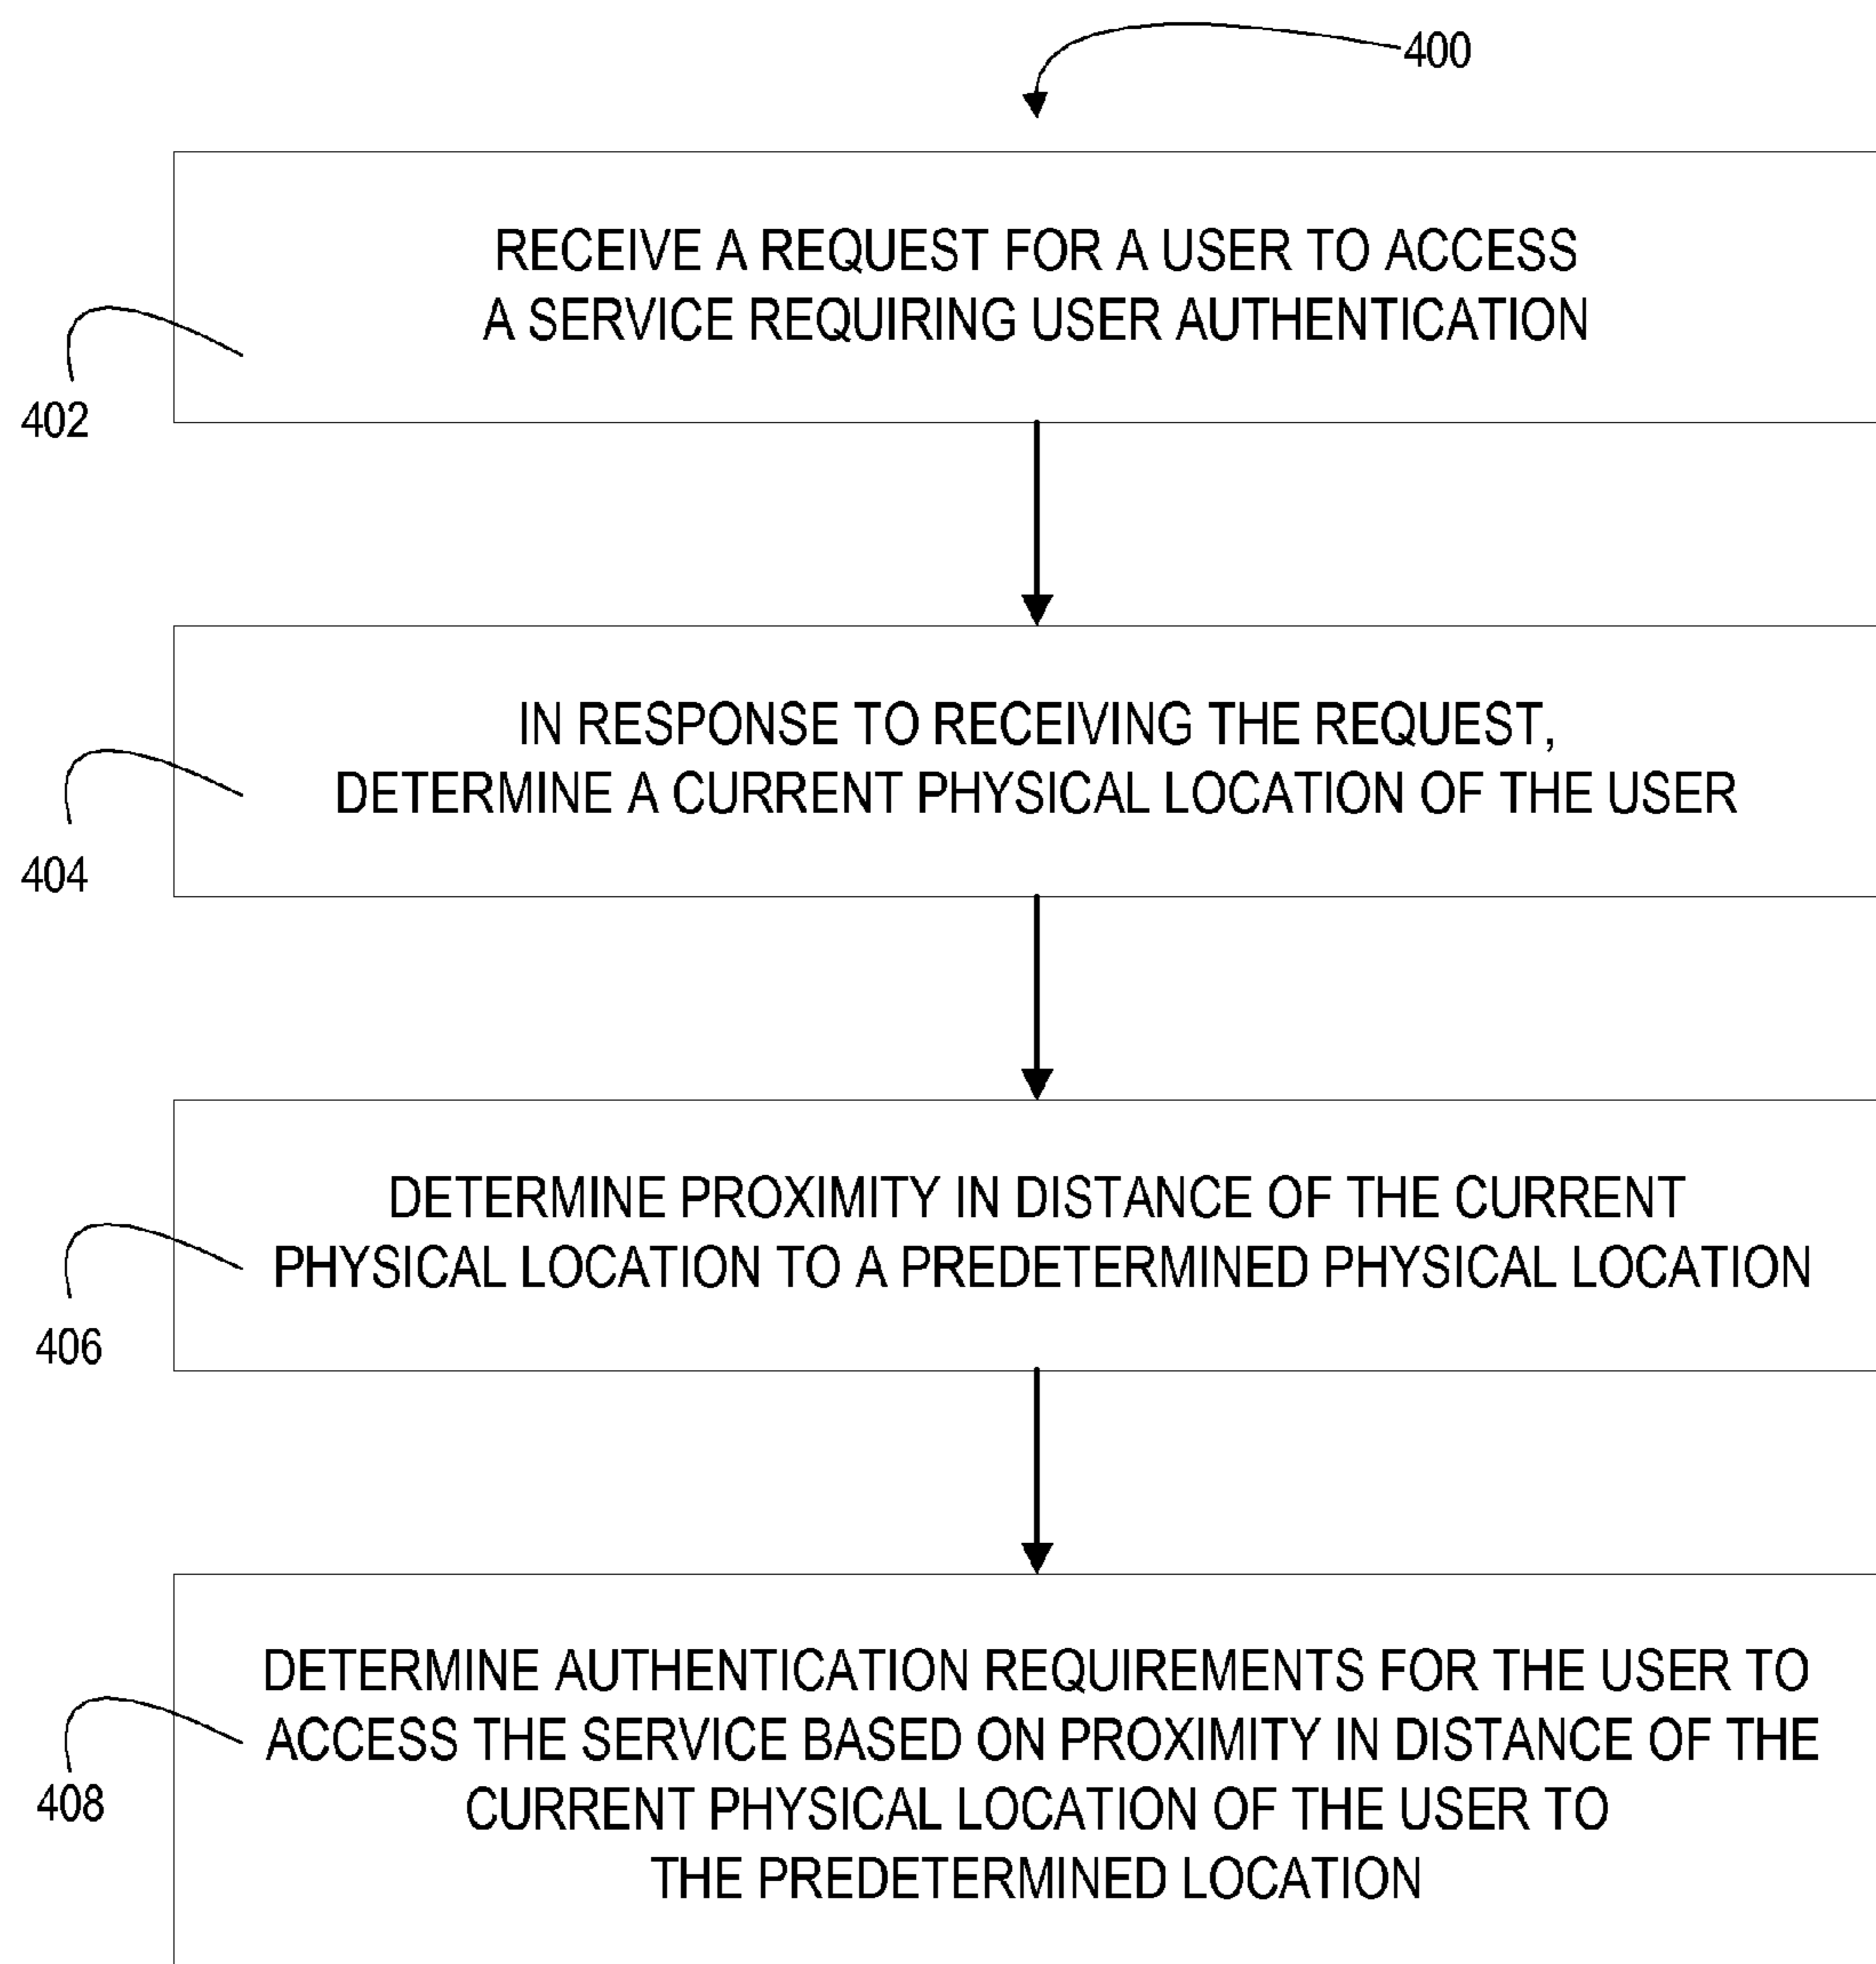 400
RECEIVE A REQUEST FOR A USER TO ACCESS
A SERVICE REQUIRING USER AUTHENTICATION
402
IN RESPONSE TO RECEIVING THE REQUEST,
DETERMINE A CURRENT PHYSICAL LOCATION OF THE USER
404
DETERMINE PROXIMITY IN DISTANCE OF THE CURRENT
PHYSICAL LOCATION TO A PREDETERMINED PHYSICAL LOCATION
406
DETERMINE AUTHENTICATION REQUIREMENTS FOR THE USER TO
ACCESS THE SERVICE BASED ON PROXIMITY IN DISTANCE OF THE
CURRENT PHYSICAL LOCATION OF THE USER TO
THE PREDETERMINED LOCATION
408